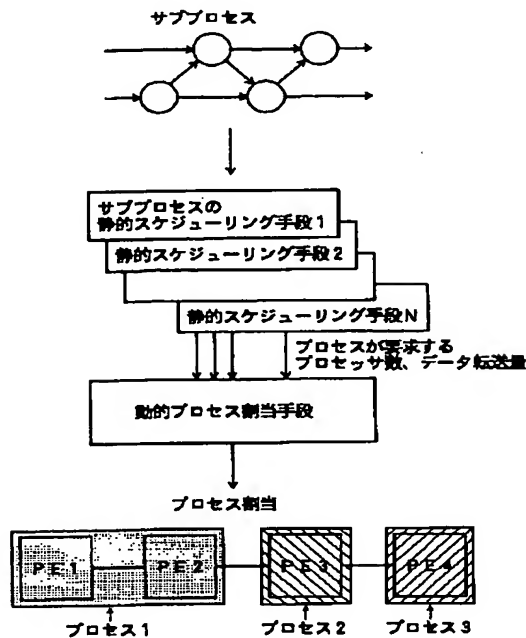 サブプロセス
サブプロセスの
静的スケジューリング手段1
静的スケジューリング手段2
静的スケジューリング手段N
プロセスが要求する
プロセッサ数、データ転送量
動的プロセス割当手段
プロセス割当
PE1 PE2 PE3 PE4
プロセス1 プロセス2 プロセス3